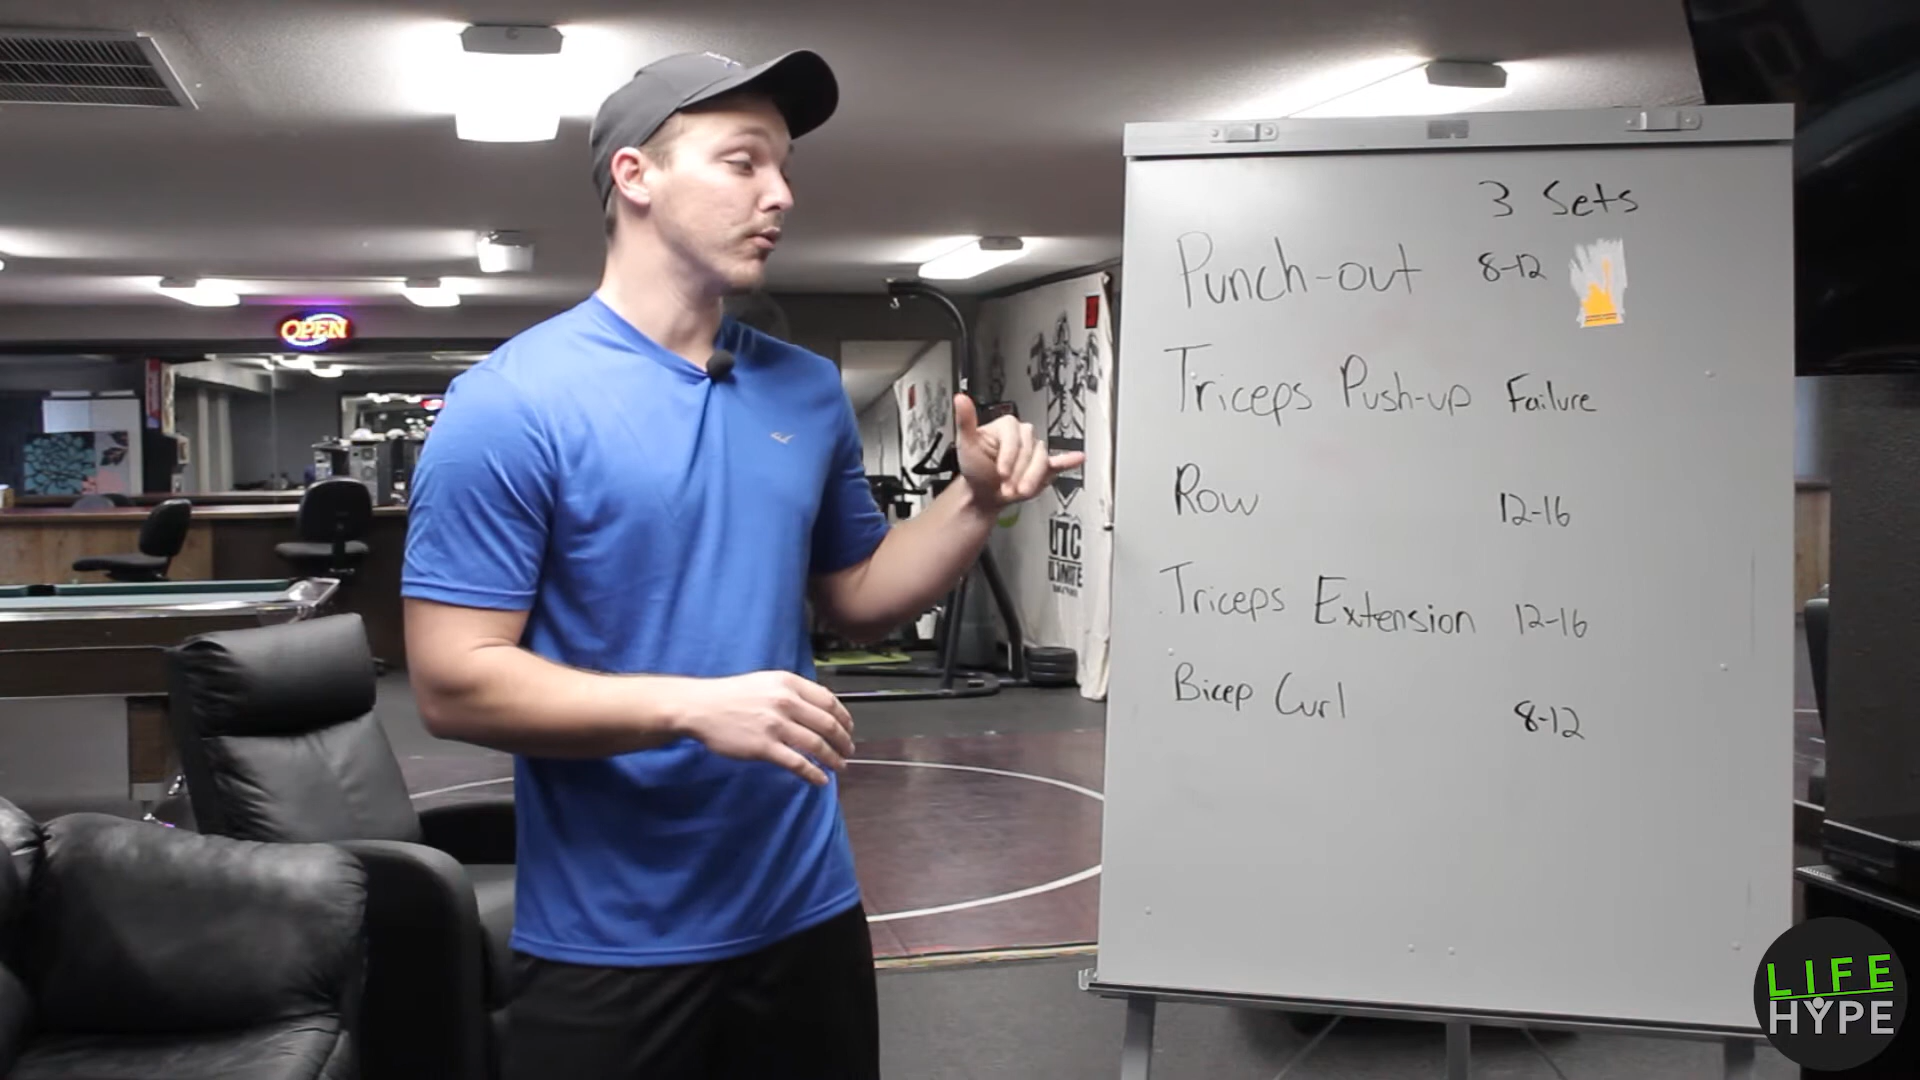 OPEN
3 Sets
Punch-out 8-12
Triceps Push-up Failure
Row 12-16
Triceps Extension 12-16
Bicep Curl 8-12
UTC
ULTIMATE
LIFE
HYPE